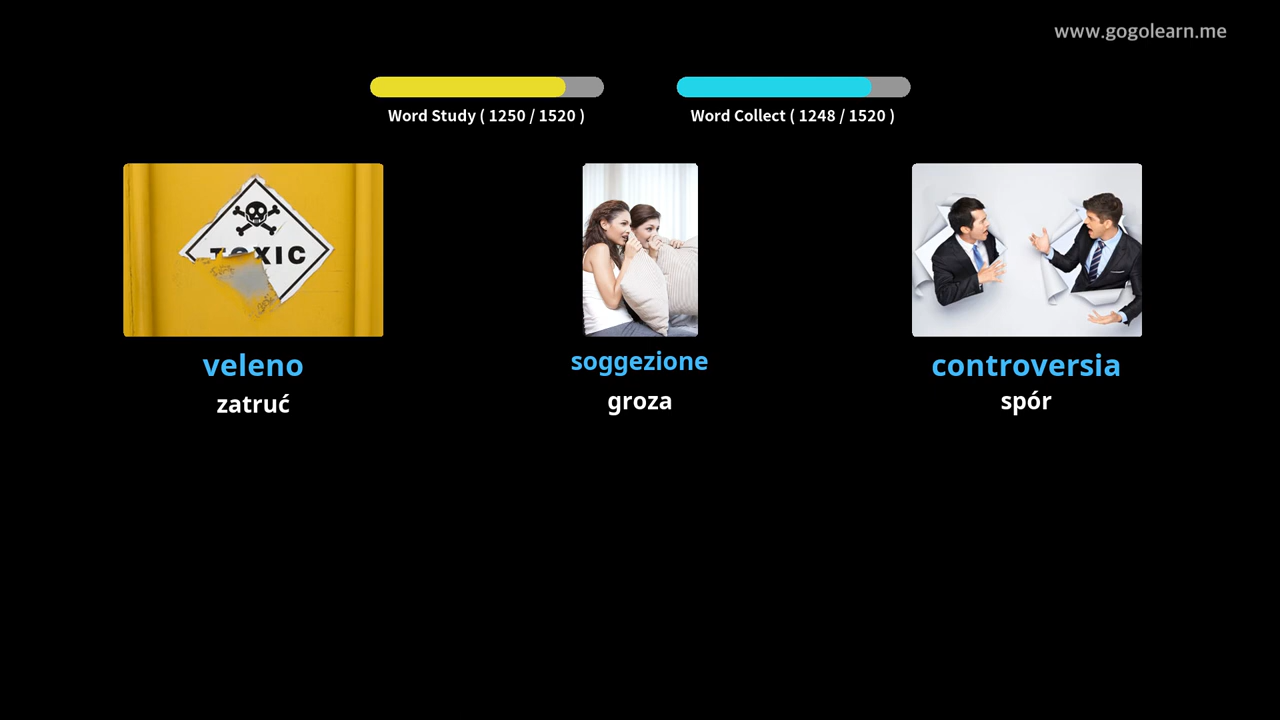 www.gogolearn.me
Word Study ( 1250 / 1520 )
Word Collect ( 1248 / 1520 )
TOXIC
veleno
soggezione
controversia
zatruć
groza
spór